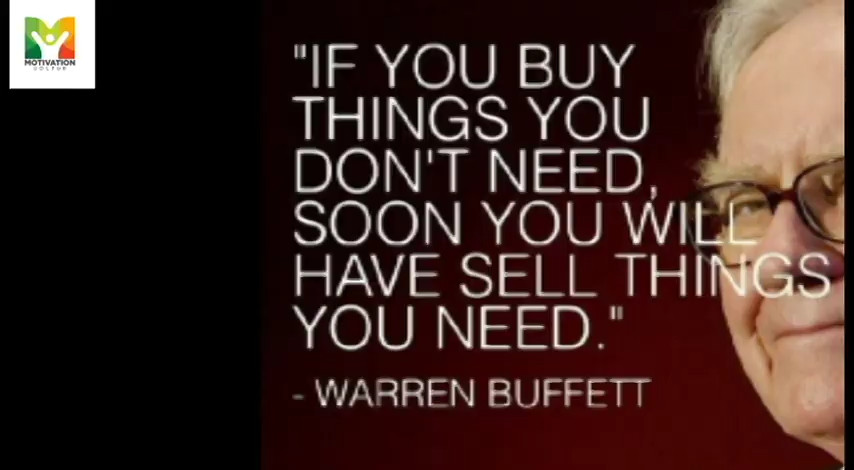 MOTIVATION
"IF YOU BUY
THINGS YOU
DON'T NEED,
SOON YOU WILL
HAVE SELL THINGS
YOU NEED."
- WARREN BUFFETT